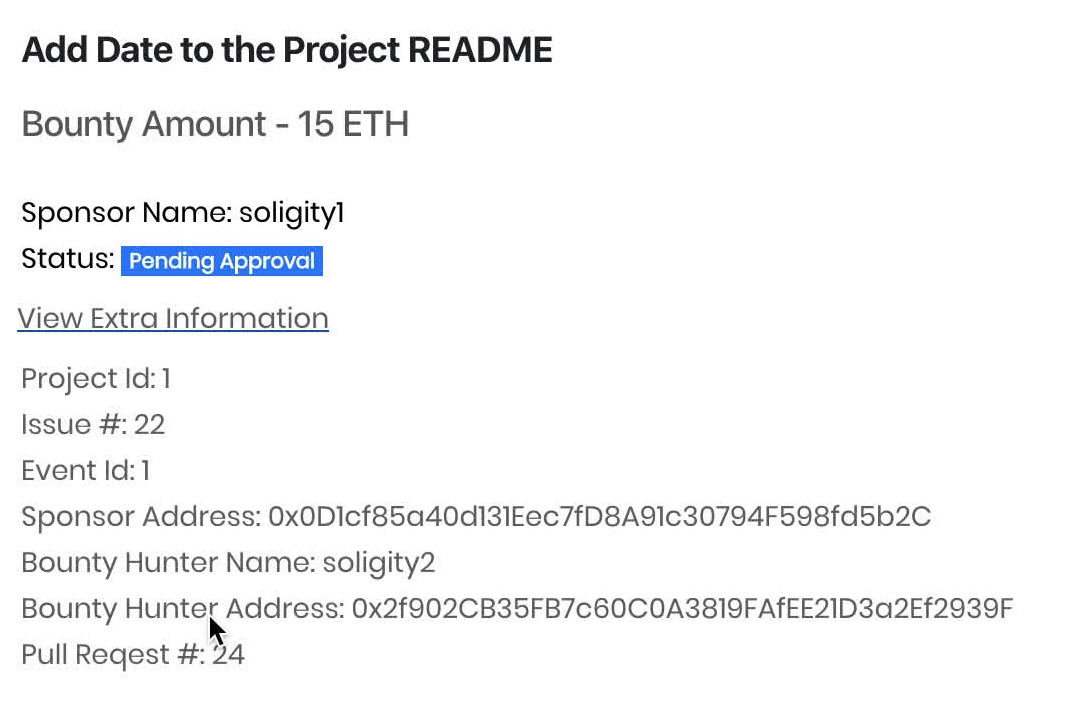 Add Date to the Project README
Bounty Amount - 15 ETH
Sponsor Name: soligity1
Status: Pending Approval
View Extra Information
Project Id: 1
Issue #: 22
Event Id: 1
Sponsor Address: 0x0D1cf85a40d131Eec7fD8A91c30794F598fd5b2C
Bounty Hunter Name: soligity2
Bounty Hunter Address: 0x2f902CB35FB7c60C0A3819FAfEE21D3a2Ef2939F
Pull Reqest #: 24